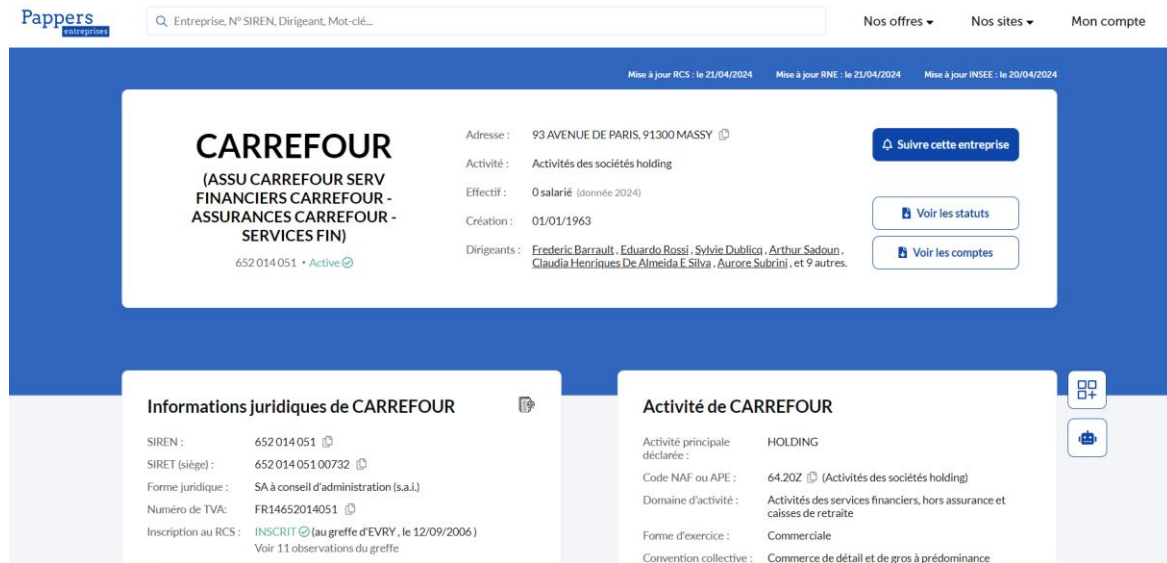 Pappers
entreprises
Entreprise, N° SIREN, Dirigeant, Mot-clé...
Nos offres
Nos sites
Mon compte
Mise à jour RCS : le 21/04/2024
Mise à jour RNE : le 21/04/2024
Mise à jour INSEE : le 20/04/2024
CARREFOUR
(ASSU CARREFOUR SERV
FINANCIERS CARREFOUR -
ASSURANCES CARREFOUR -
SERVICES FIN)
652 014 051 • Active
Adresse : 93 AVENUE DE PARIS, 91300 MASSY
Activité : Activités des sociétés holding
Effectif : 0 salarié (donnée 2024)
Création : 01/01/1963
Dirigeants : Frederic Barrault, Eduardo Rossi, Sylvie Dublicq, Arthur Sadoun,
Claudia Henriques De Almeida E Silva, Aurore Subrini, et 9 autres.
Suivre cette entreprise
Voir les statuts
Voir les comptes
Informations juridiques de CARREFOUR
SIREN : 652 014 051
SIRET (siège) : 652 014 051 00732
Forme juridique : SA à conseil d'administration (s.a.i.)
Numéro de TVA: FR14652014051
Inscription au RCS : INSCRIT (au greffe d'EVRY, le 12/09/2006)
Voir 11 observations du greffe
Activité de CARREFOUR
Activité principale HOLDING
déclarée :
Code NAF ou APE : 64.20Z (Activités des sociétés holding)
Domaine d'activité : Activités des services financiers, hors assurance et
caisses de retraite
Forme d'exercice : Commerciale
Convention collective : Commerce de détail et de gros à prédominance